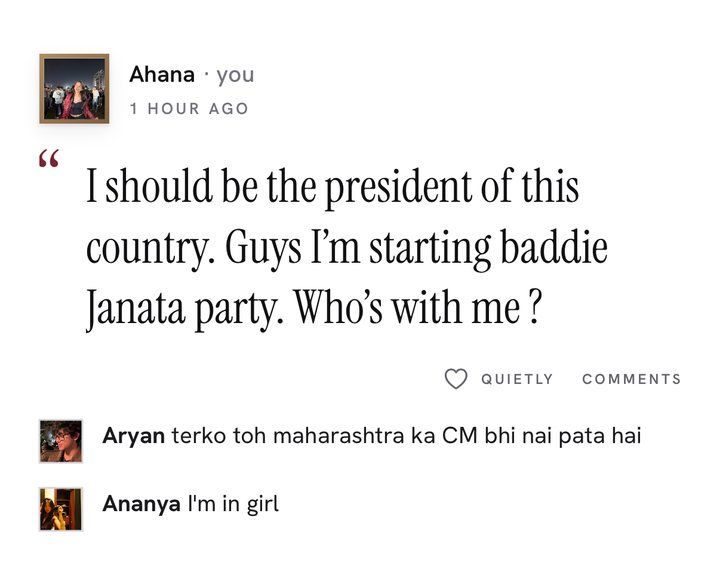 Ahana · you
1 HOUR AGO
“ I should be the president of this
country. Guys I’m starting baddie
Janata party. Who’s with me ?
QUIETLY COMMENTS
Aryan terko toh maharashtra ka CM bhi nai pata hai
Ananya I'm in girl